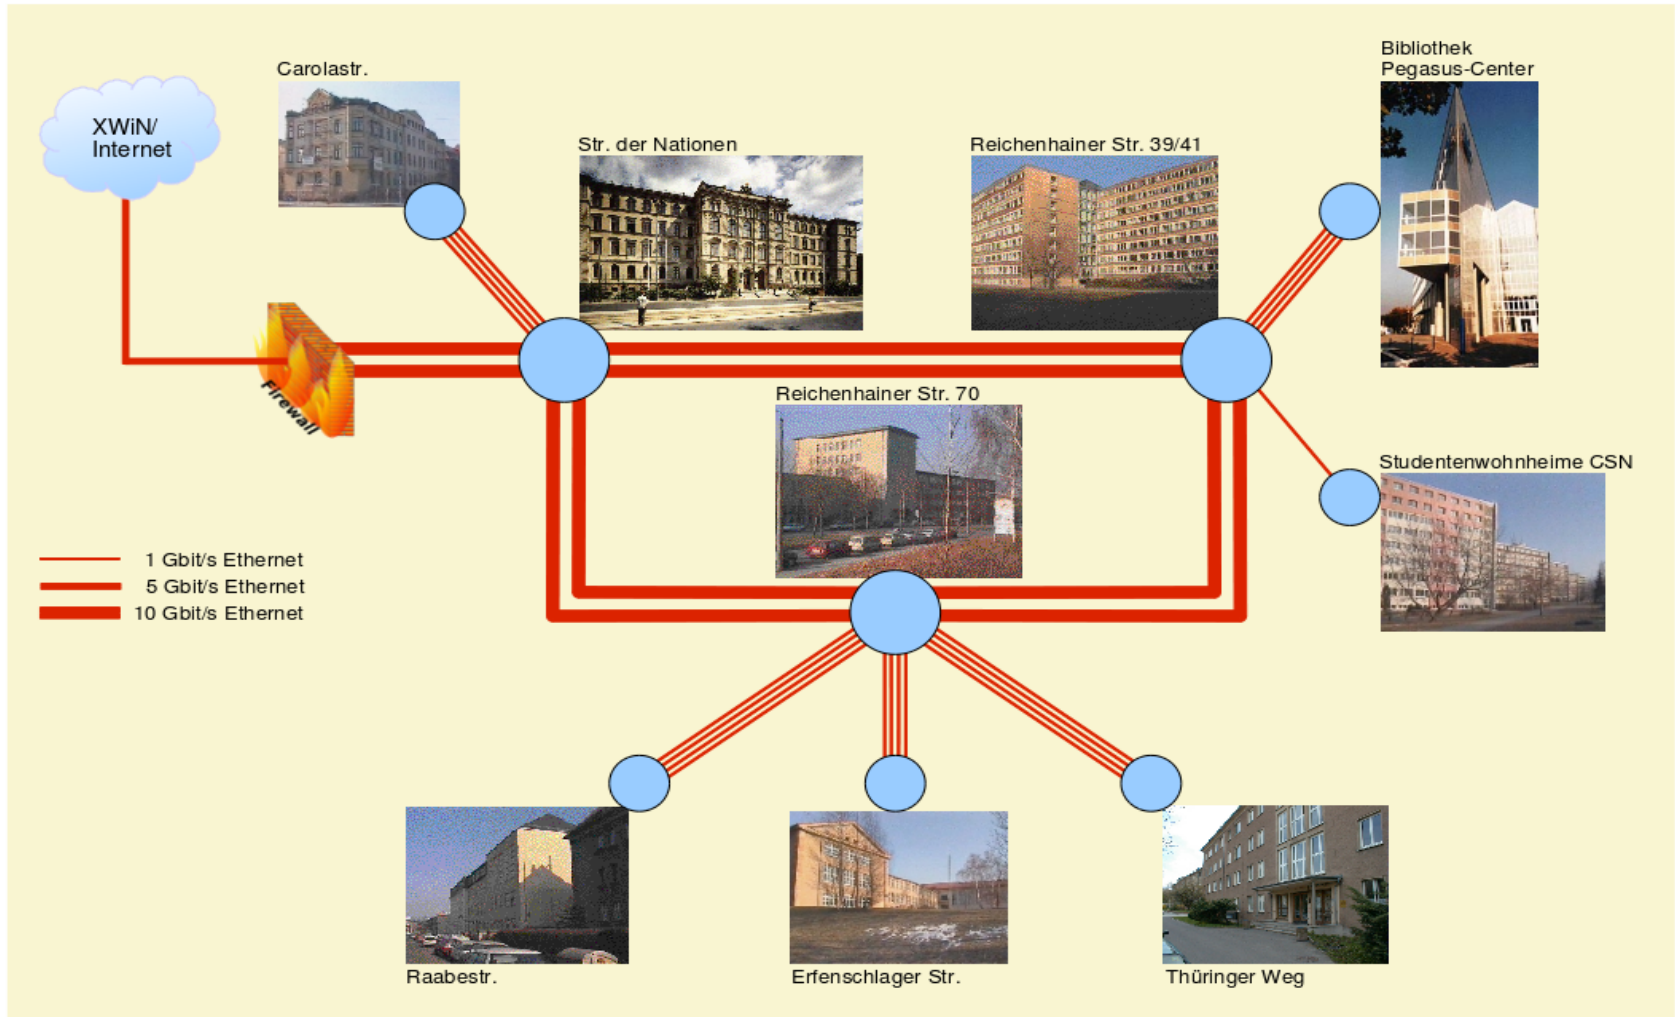 Bibliothek
Pegasus-Center
Carolastr.
XWiN/
Internet
Str. der Nationen
Reichenhainer Str. 39/41
Firewall
Reichenhainer Str. 70
Studentenwohnheime CSN
1 Gbit/s Ethernet
5 Gbit/s Ethernet
10 Gbit/s Ethernet
Raabestr.
Erfenschlager Str.
Thüringer Weg